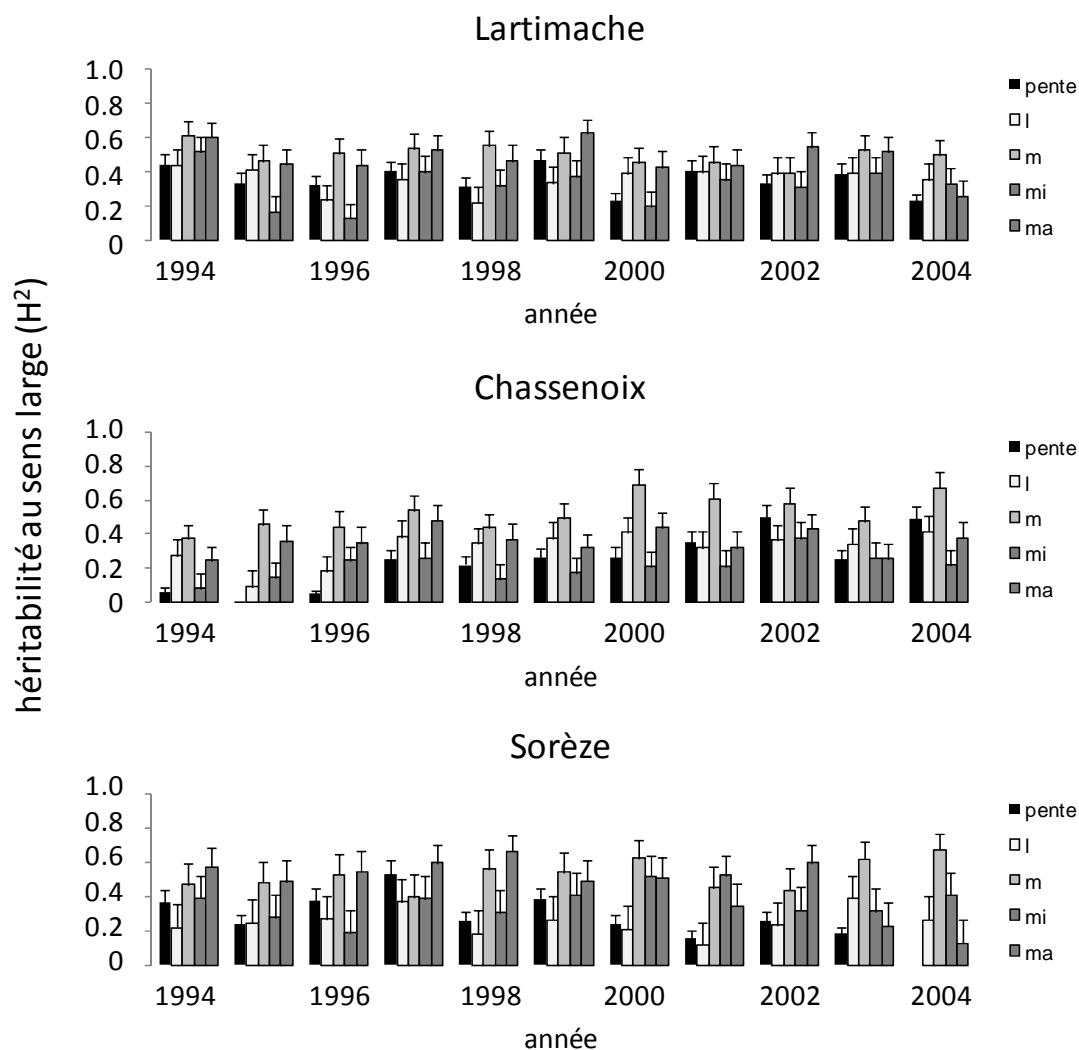 Lartimache
1.0
0.8
0.6
0.4
0.2
0
1994 1996 1998 2000 2002 2004
année
pente
l
m
mi
ma
héritabilité au sens large (H²)
Chassenoix
1.0
0.8
0.6
0.4
0.2
0
1994 1996 1998 2000 2002 2004
année
pente
l
m
mi
ma
Sorèze
1.0
0.8
0.6
0.4
0.2
0
1994 1996 1998 2000 2002 2004
année
pente
l
m
mi
ma